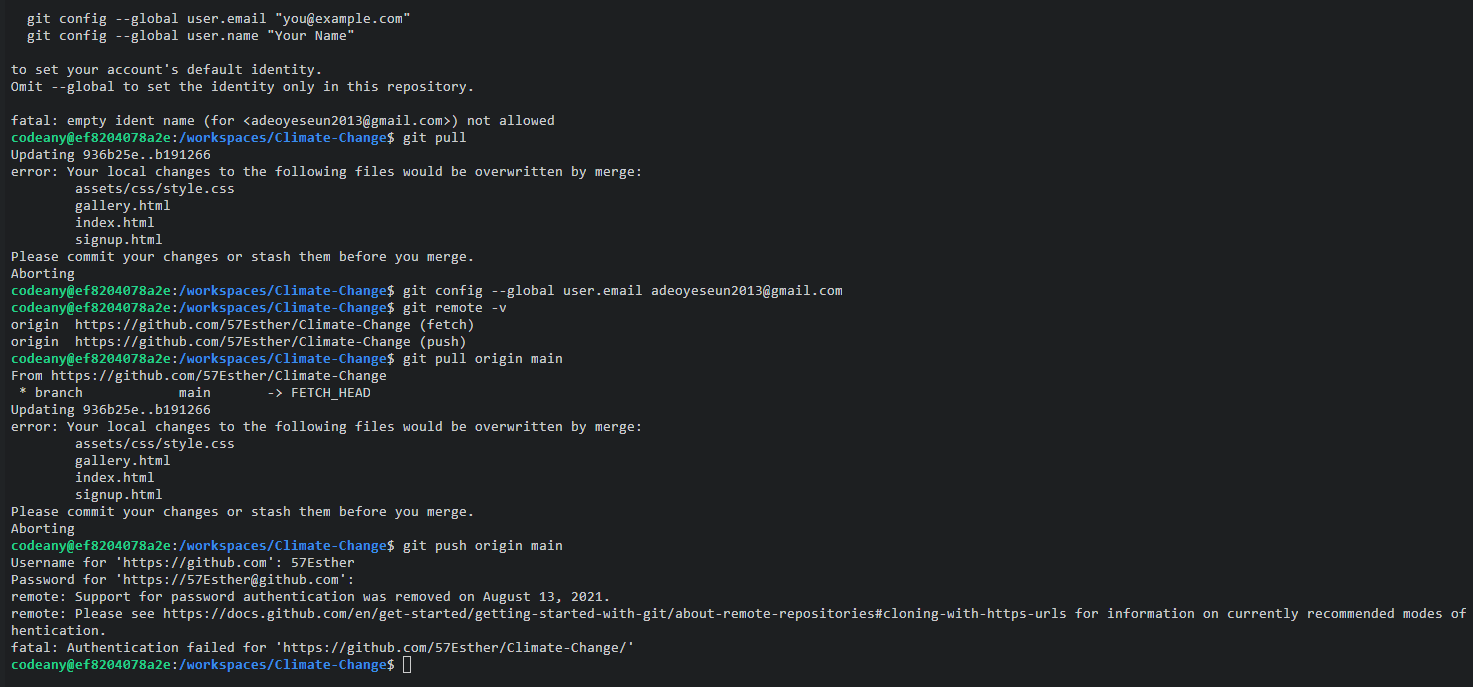 git config --global user.email "you@example.com"
git config --global user.name "Your Name"
to set your account's default identity.
Omit --global to set the identity only in this repository.
fatal: empty ident name (for <adeoyeseun2013@gmail.com>) not allowed
codeany@ef8204078a2e:/workspaces/Climate-Change$ git pull
Updating 936b25e..b191266
error: Your local changes to the following files would be overwritten by merge:
assets/css/style.css
gallery.html
index.html
signup.html
Please commit your changes or stash them before you merge.
Aborting
codeany@ef8204078a2e:/workspaces/Climate-Change$ git config --global user.email adeoyeseun2013@gmail.com
codeany@ef8204078a2e:/workspaces/Climate-Change$ git remote -v
origin  https://github.com/57Esther/Climate-Change (fetch)
origin  https://github.com/57Esther/Climate-Change (push)
codeany@ef8204078a2e:/workspaces/Climate-Change$ git pull origin main
From https://github.com/57Esther/Climate-Change
* branch            main       -> FETCH_HEAD
Updating 936b25e..b191266
error: Your local changes to the following files would be overwritten by merge:
assets/css/style.css
gallery.html
index.html
signup.html
Please commit your changes or stash them before you merge.
Aborting
codeany@ef8204078a2e:/workspaces/Climate-Change$ git push origin main
Username for 'https://github.com': 57Esther
Password for 'https://57Esther@github.com':
remote: Support for password authentication was removed on August 13, 2021.
remote: Please see https://docs.github.com/en/get-started/getting-started-with-git/about-remote-repositories#cloning-with-https-urls for information on currently recommended modes of
hentication.
fatal: Authentication failed for 'https://github.com/57Esther/Climate-Change/'
codeany@ef8204078a2e:/workspaces/Climate-Change$